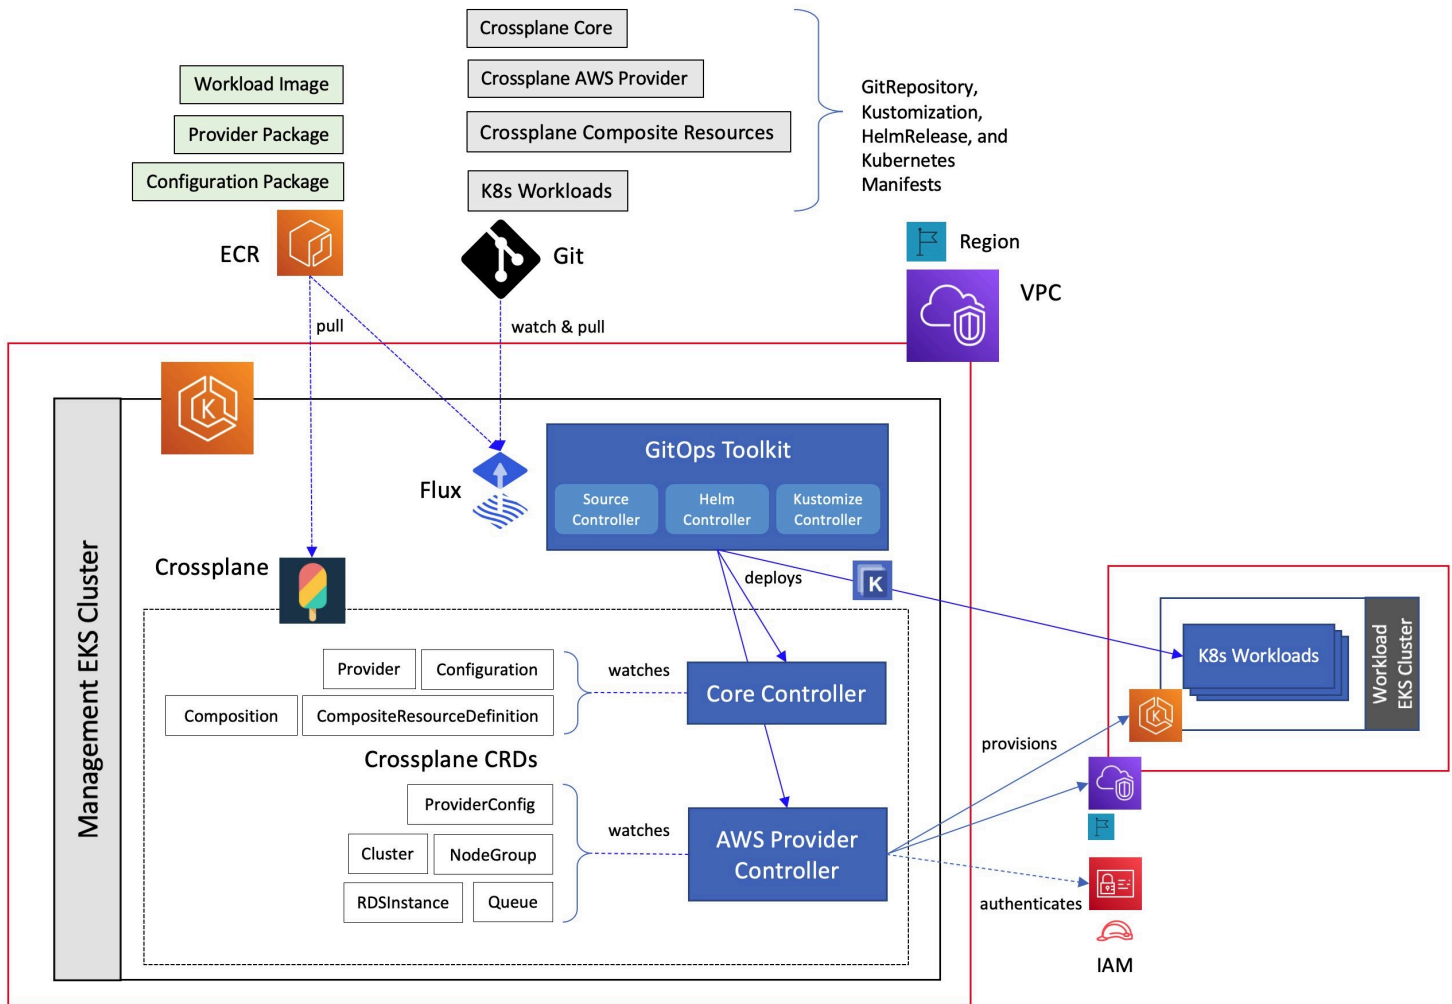 Crossplane Core
Workload Image
Crossplane AWS Provider
Provider Package
Crossplane Composite Resources
Configuration Package
K8s Workloads
GitRepository,
Kustomization,
HelmRelease, and
Kubernetes
Manifests
ECR
Git
Region
VPC
pull
watch & pull
K
Flux
GitOps Toolkit
Source
Controller
Helm
Controller
Kustomize
Controller
Management EKS Cluster
Crossplane
deploys
K
K8s Workloads
Workload
EKS Cluster
K
Provider
Configuration
Composition
CompositeResourceDefinition
watches
Core Controller
Crossplane CRDs
provisions
ProviderConfig
Cluster
NodeGroup
RDSInstance
Queue
watches
AWS Provider
Controller
authenticates
IAM